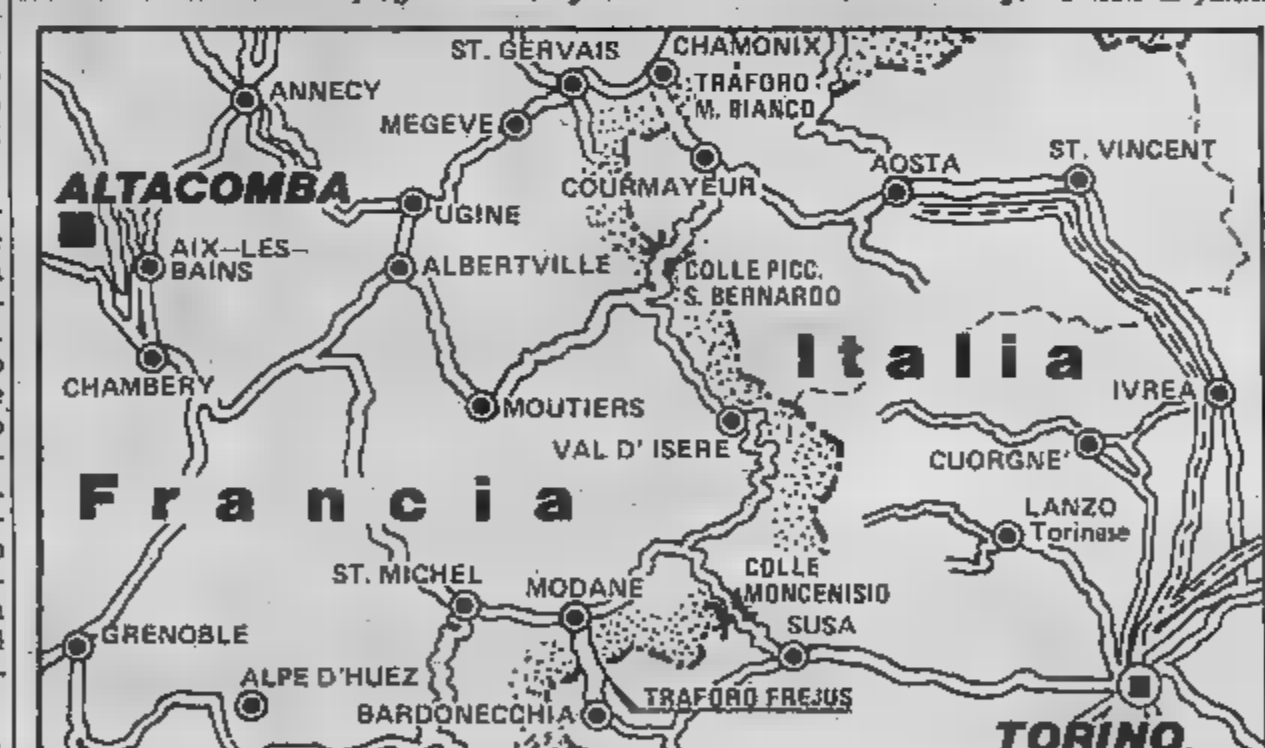 ST. GERVAIS
CHAMONIX
TRAFORO
M. BIANCO
ANNECY
MEGEVE
AOSTA
ST. VINCENT
ALTACOMBA
COURMAYEUR
UGINE
AIX-LES-
BAINS
ALBERTVILLE
COLLE PICC.
S. BERNARDO
Italia
CHAMBERY
IVREA
MOUTIERS
VAL D' ISERE
CUORGNE'
Francia
LANZO
Torinese
ST. MICHEL
MODANE
COLLE
MONCENISIO
SUSA
GRENOBLE
ALPE D'HUEZ
TRAFORO FREJUS
BARDONECCHIA
TORINO